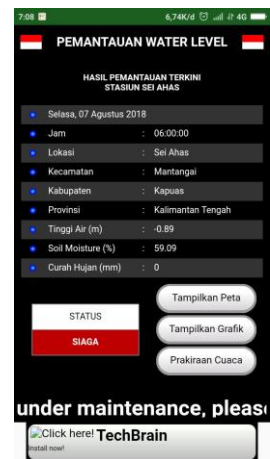 7:08 6,74K/d 4G
PEMANTAUAN WATER LEVEL
HASIL PEMANTAUAN TERKINI
STASIUN SEI AHAS
Selasa, 07 Agustus 2018
Jam : 06:00:00
Lokasi : Sei Ahas
Kecamatan : Mantangai
Kabupaten : Kapuas
Provinsi : Kalimantan Tengah
Tinggi Air (m) : -0.89
Soil Moisture (%) : 59.09
Curah Hujan (mm) : 0
STATUS
SIAGA
Tampilkan Peta
Tampilkan Grafik
Prakiraan Cuaca
under maintenance, please
Click here! TechBrain
Install now!